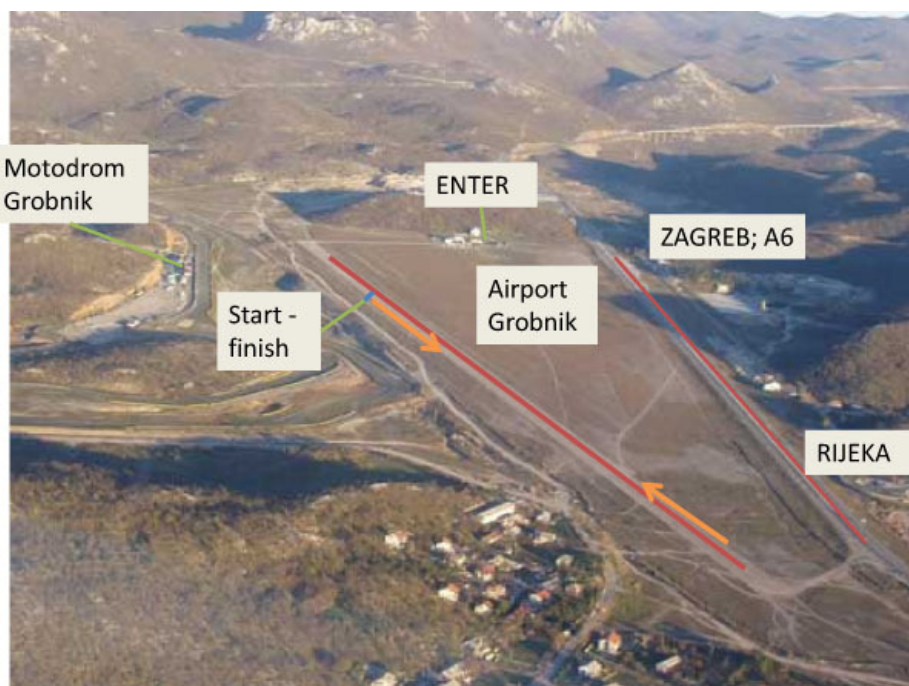 Motodrom
Grobnik
ENTER
ZAGREB; A6
Start -
finish
Airport
Grobnik
RIJEKA